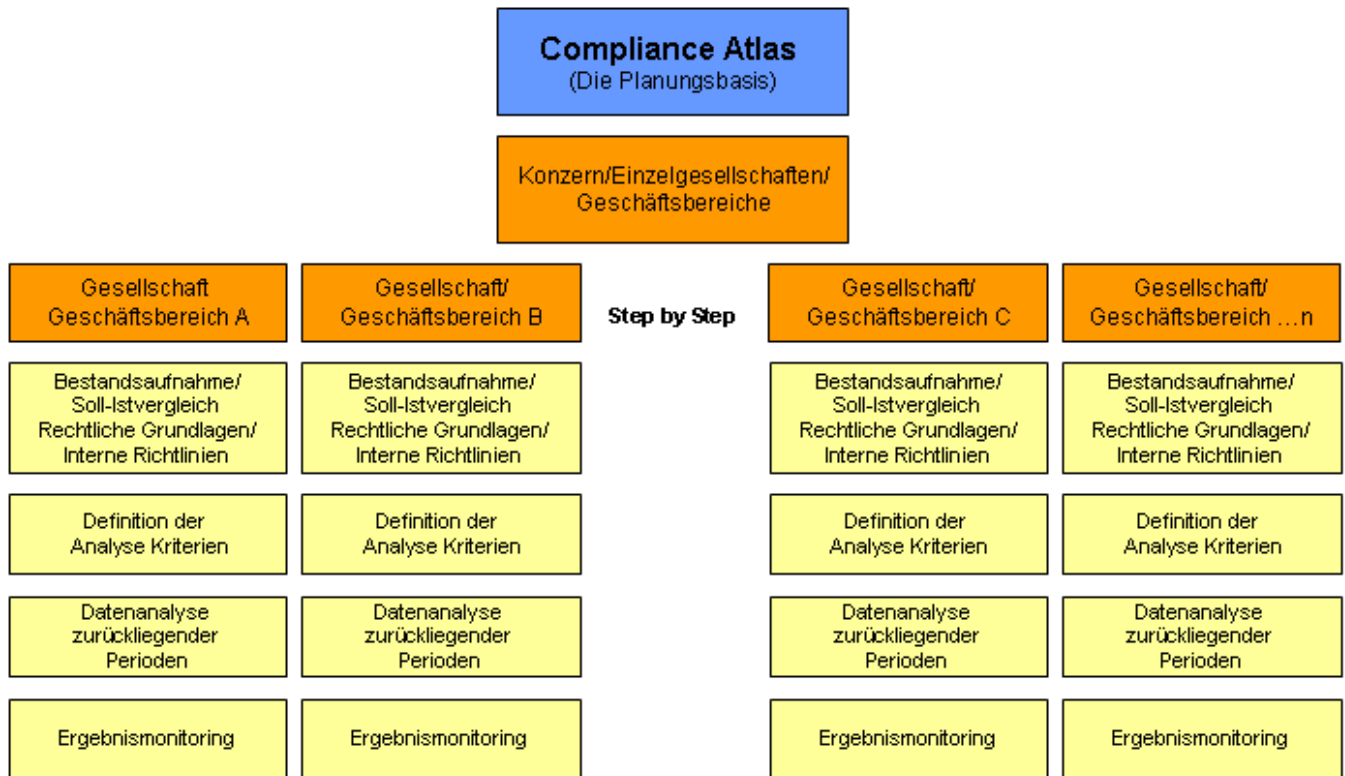 Compliance Atlas
(Die Planungsbasis)
Konzern/Einzelgesellschaften/
Geschäftsbereiche
Gesellschaft
Geschäftsbereich A
Gesellschaft/
Geschäftsbereich B
Step by Step
Gesellschaft/
Geschäftsbereich C
Gesellschaft/
Geschäftsbereich ...n
Bestandsaufnahme/
Soll-Istvergleich
Rechtliche Grundlagen/
Interne Richtlinien
Bestandsaufnahme/
Soll-Istvergleich
Rechtliche Grundlagen/
Interne Richtlinien
Bestandsaufnahme/
Soll-Istvergleich
Rechtliche Grundlagen/
Interne Richtlinien
Bestandsaufnahme/
Soll-Istvergleich
Rechtliche Grundlagen/
Interne Richtlinien
Definition der
Analyse Kriterien
Definition der
Analyse Kriterien
Definition der
Analyse Kriterien
Definition der
Analyse Kriterien
Datenanalyse
zurückliegender
Perioden
Datenanalyse
zurückliegender
Perioden
Datenanalyse
zurückliegender
Perioden
Datenanalyse
zurückliegender
Perioden
Ergebnismonitoring
Ergebnismonitoring
Ergebnismonitoring
Ergebnismonitoring